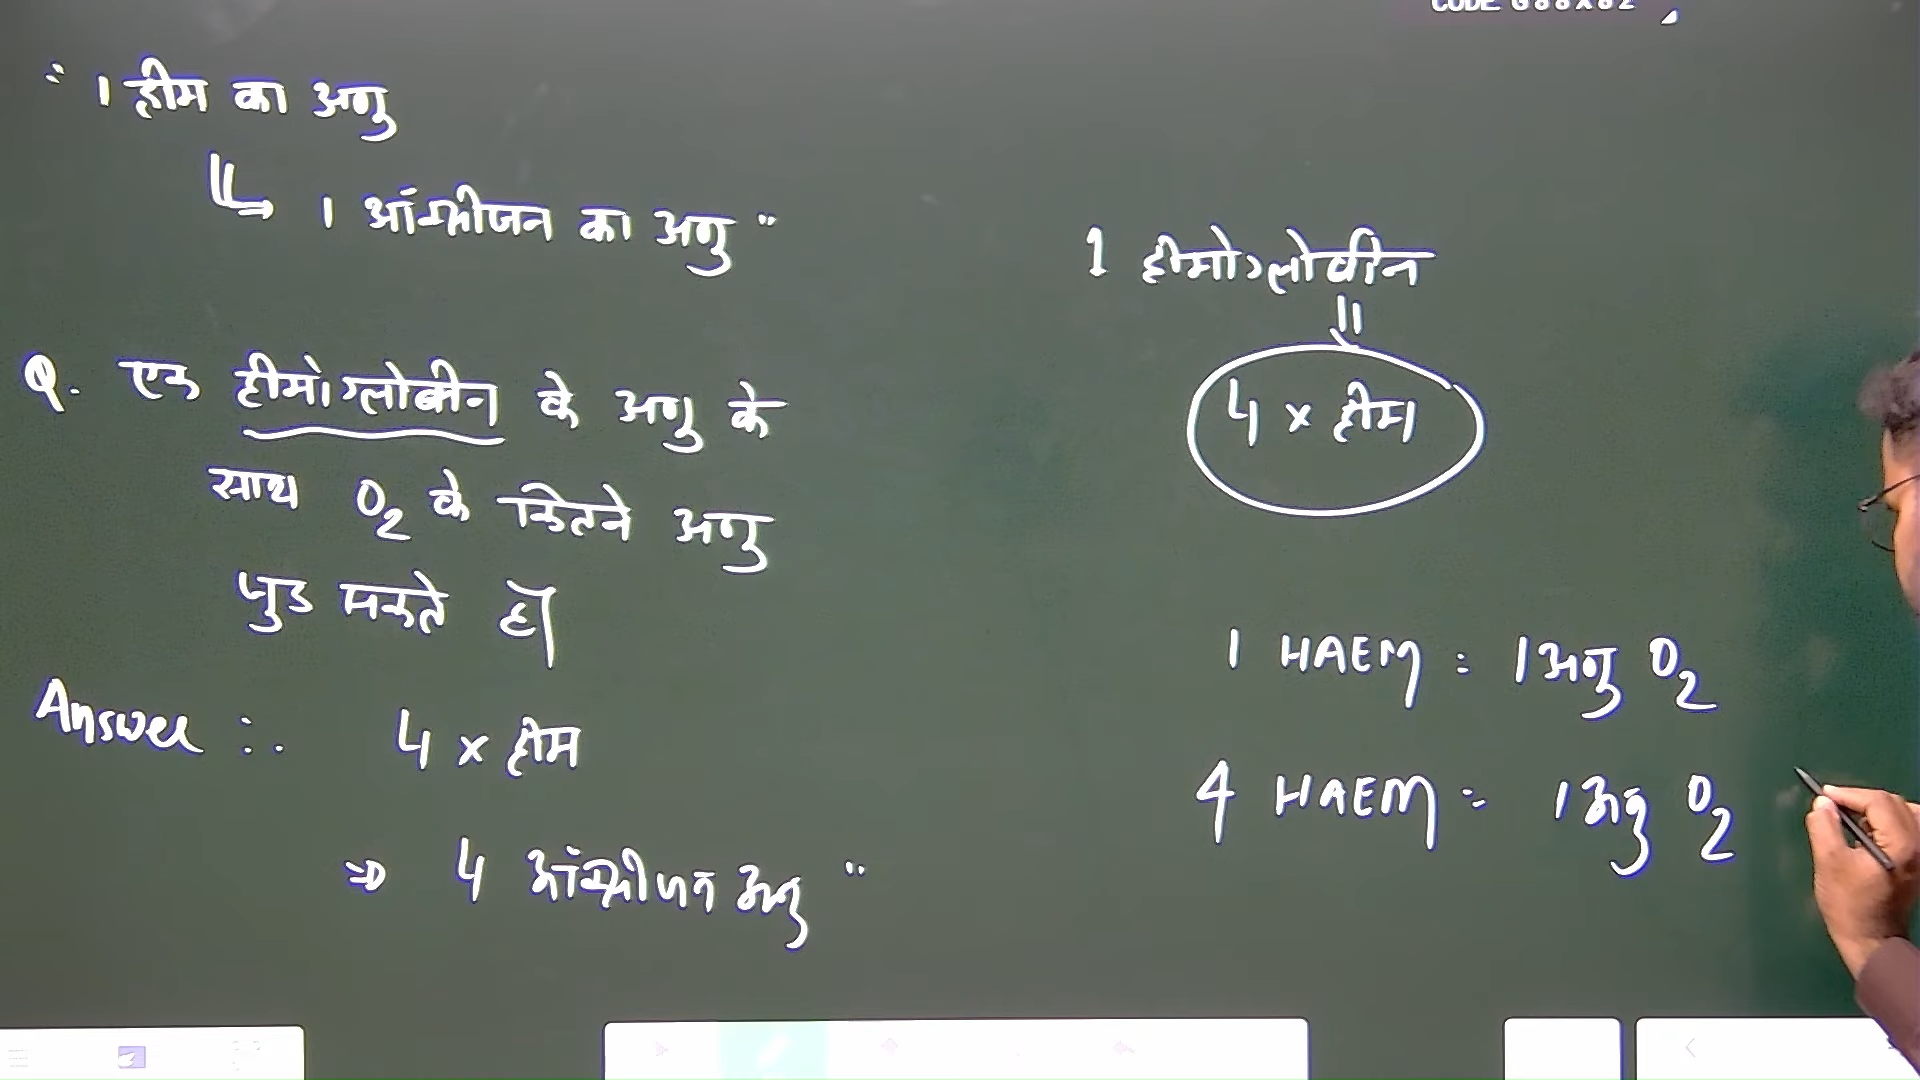 " 1 हीम का अणु
1 ऑक्सीजन का अणु "
Q. एक हीमोग्लोबीन के अणु के
साथ O2 के कितने अणु
जुड सकते है।
Answer :. 4 x हीम
⇒ 4 ऑक्सीजन अणु "
1 हीमोग्लोबीन
4 x हीम
1 HAEM = 1 अणु O2
4 HAEM = 1 अणु O2